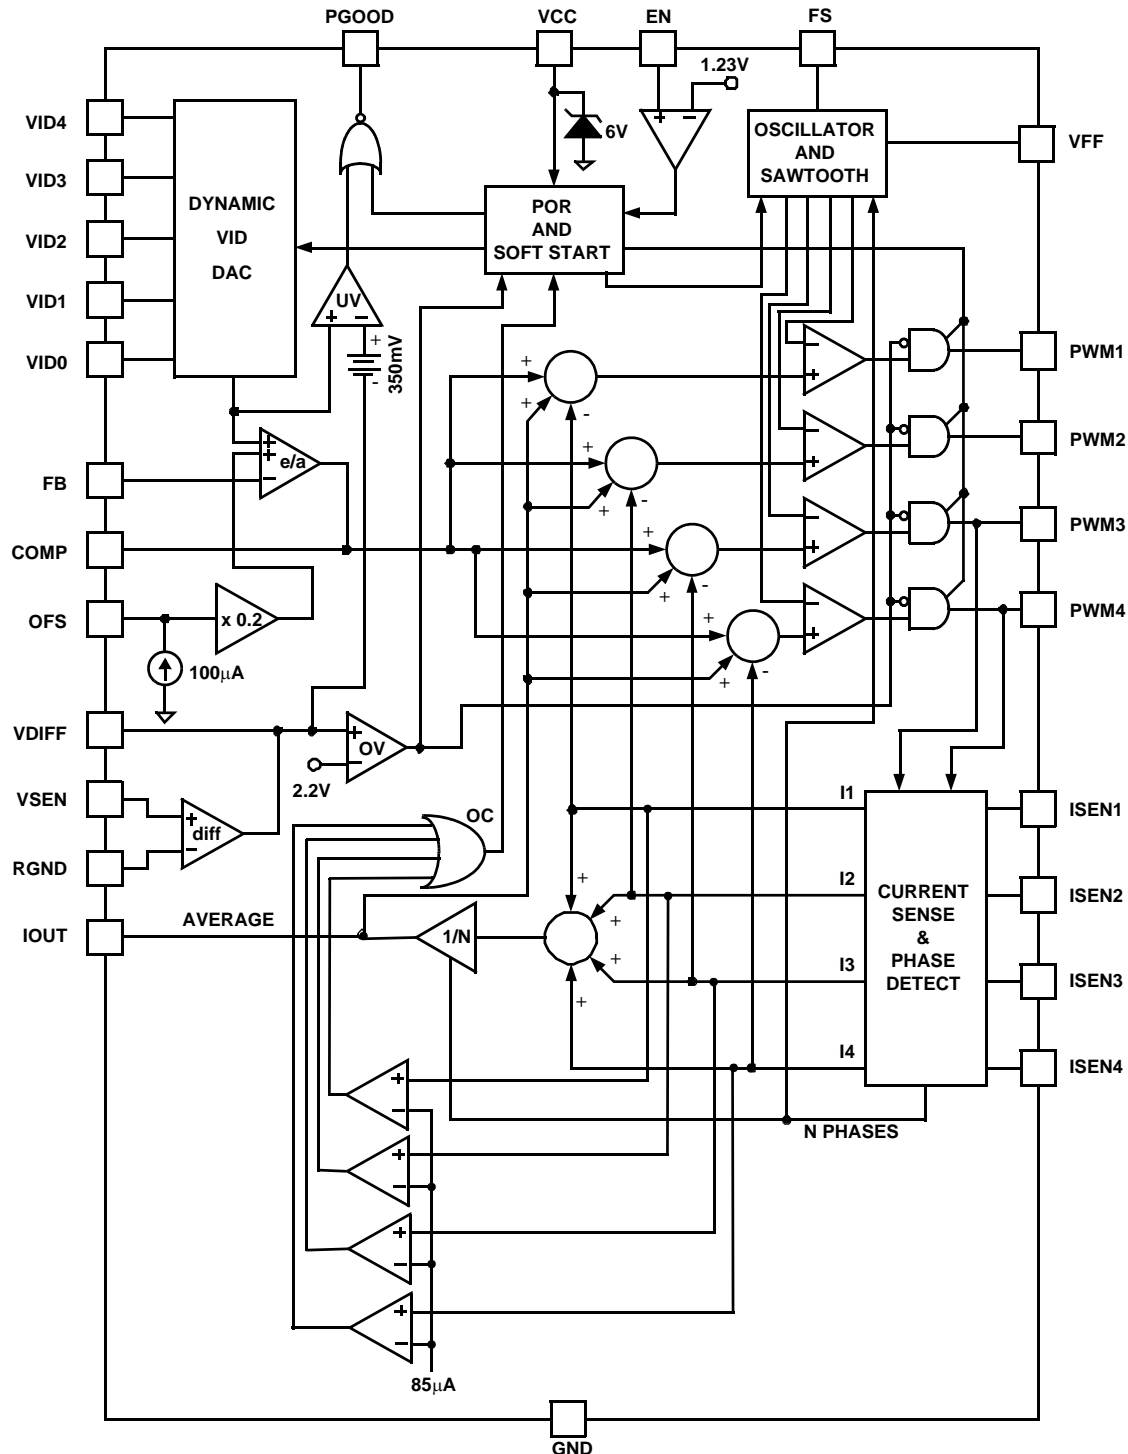 PGOOD
VCC
EN
FS
1.23V
6V
VID4
VID3
VID2
VID1
VID0
DYNAMIC
VID
DAC
POR
AND
SOFT START
+
−
OSCILLATOR
AND
SAWTOOTH
VFF
UV
+
−
+
-
350mV
+
+
-
+
+
−
e/a
FB
COMP
OFS
x 0.2
100µA
+
+
-
+
+
-
+
+
-
−
+
−
+
−
+
−
+
PWM1
PWM2
PWM3
PWM4
VDIFF
+
−
OV
2.2V
VSEN
RGND
+
−
diff
OC
IOUT
AVERAGE
1/N
+
+
+
+
I1
I2
I3
I4
CURRENT
SENSE
&
PHASE
DETECT
ISEN1
ISEN2
ISEN3
ISEN4
N PHASES
+
−
+
−
+
−
+
−
85µA
GND